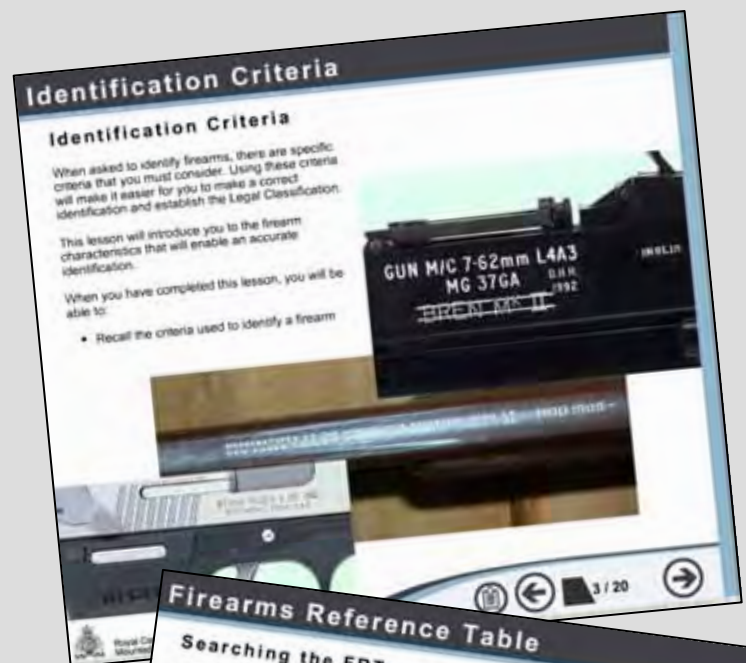 Identification Criteria
Identification Criteria
When asked to identify firearms, there are specific
criteria that you must consider. Using these criteria
will make it easier for you to make a correct
identification and establish the Legal Classification.
This lesson will introduce you to the firearm
characteristics that will enable an accurate
identification.
When you have completed this lesson, you will be
able to:
• Recall the criteria used to identify a firearm
GUN M/C 7-62mm L4A3
MG 37GA
1992
BREN MK II
3 / 20
Royal
Firearms Reference Table
Searching the FRT